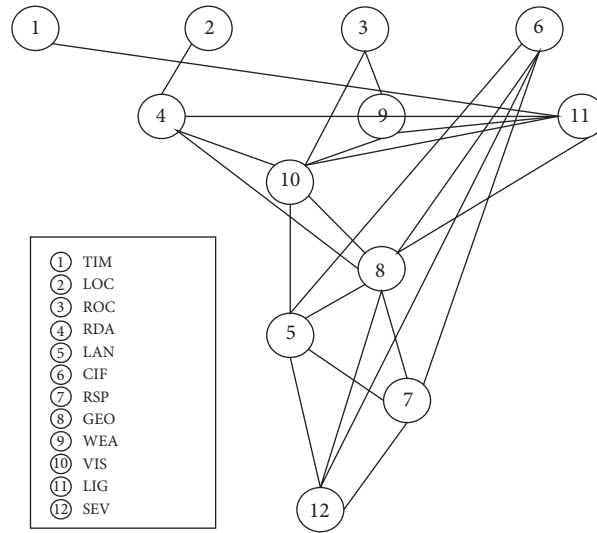 1
2
3
6
4
9
11
10
8
5
7
12
1 TIM
2 LOC
3 ROC
4 RDA
5 LAN
6 CIF
7 RSP
8 GEO
9 WEA
10 VIS
11 LIG
12 SEV